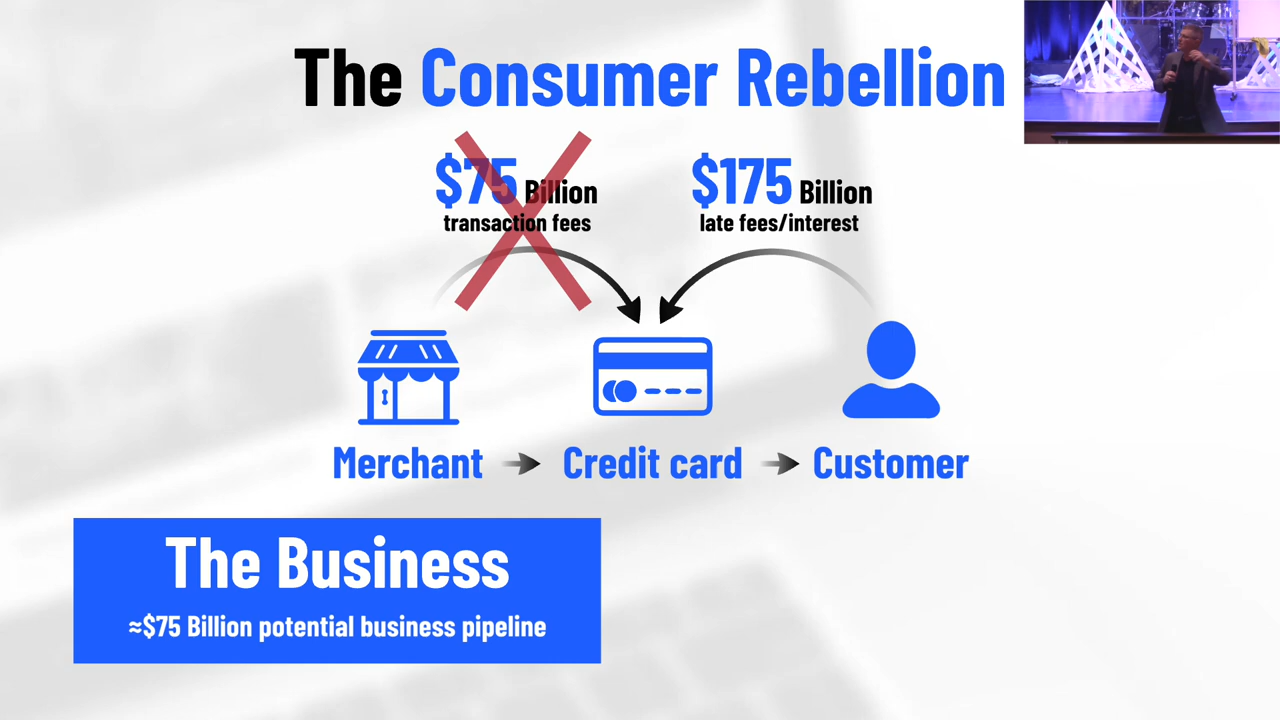 The Consumer Rebellion
$75 Billion
transaction fees
$175 Billion
late fees/interest
Merchant
Credit card
Customer
The Business
≈$75 Billion potential business pipeline